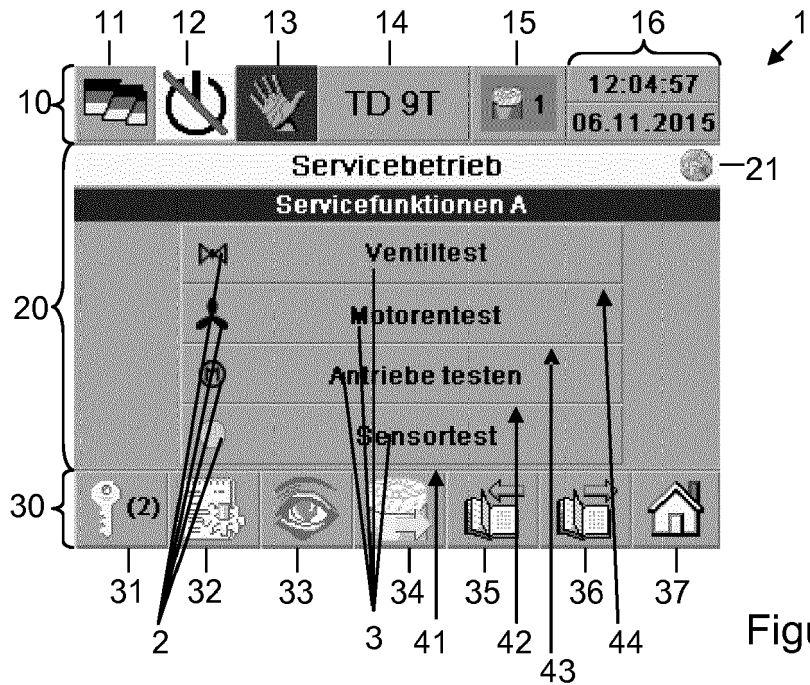 11 12 13 14 15 16 1
10 TD 9T 1 12:04:57
06.11.2015
Servicebetrieb 21
Servicefunktionen A
Ventiltest
20 Motorentest
Antriebe testen
Sensortest
30 (2)
31 32 33 34 35 36 37
2 3 41 42 43 44
Figu